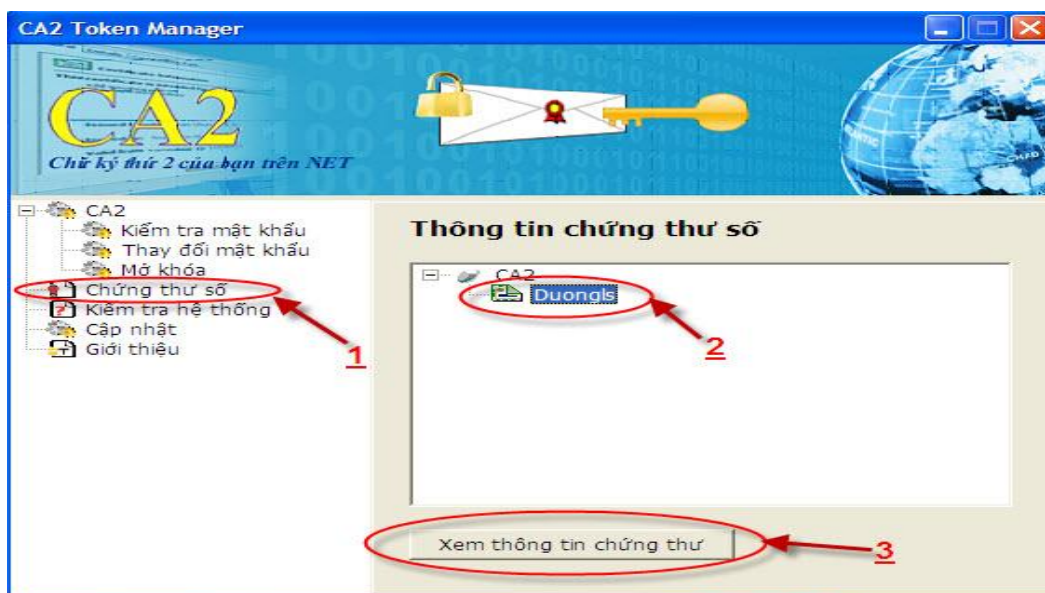 CA2 Token Manager
CA2
Chữ ký thứ 2 của bạn trên NET
CA2
Kiểm tra mật khẩu
Thay đổi mật khẩu
Mở khóa
Chứng thư số
Kiểm tra hệ thống
Cập nhật
Giới thiệu
1
Thông tin chứng thư số
CA2
Duongls
2
Xem thông tin chứng thư
3